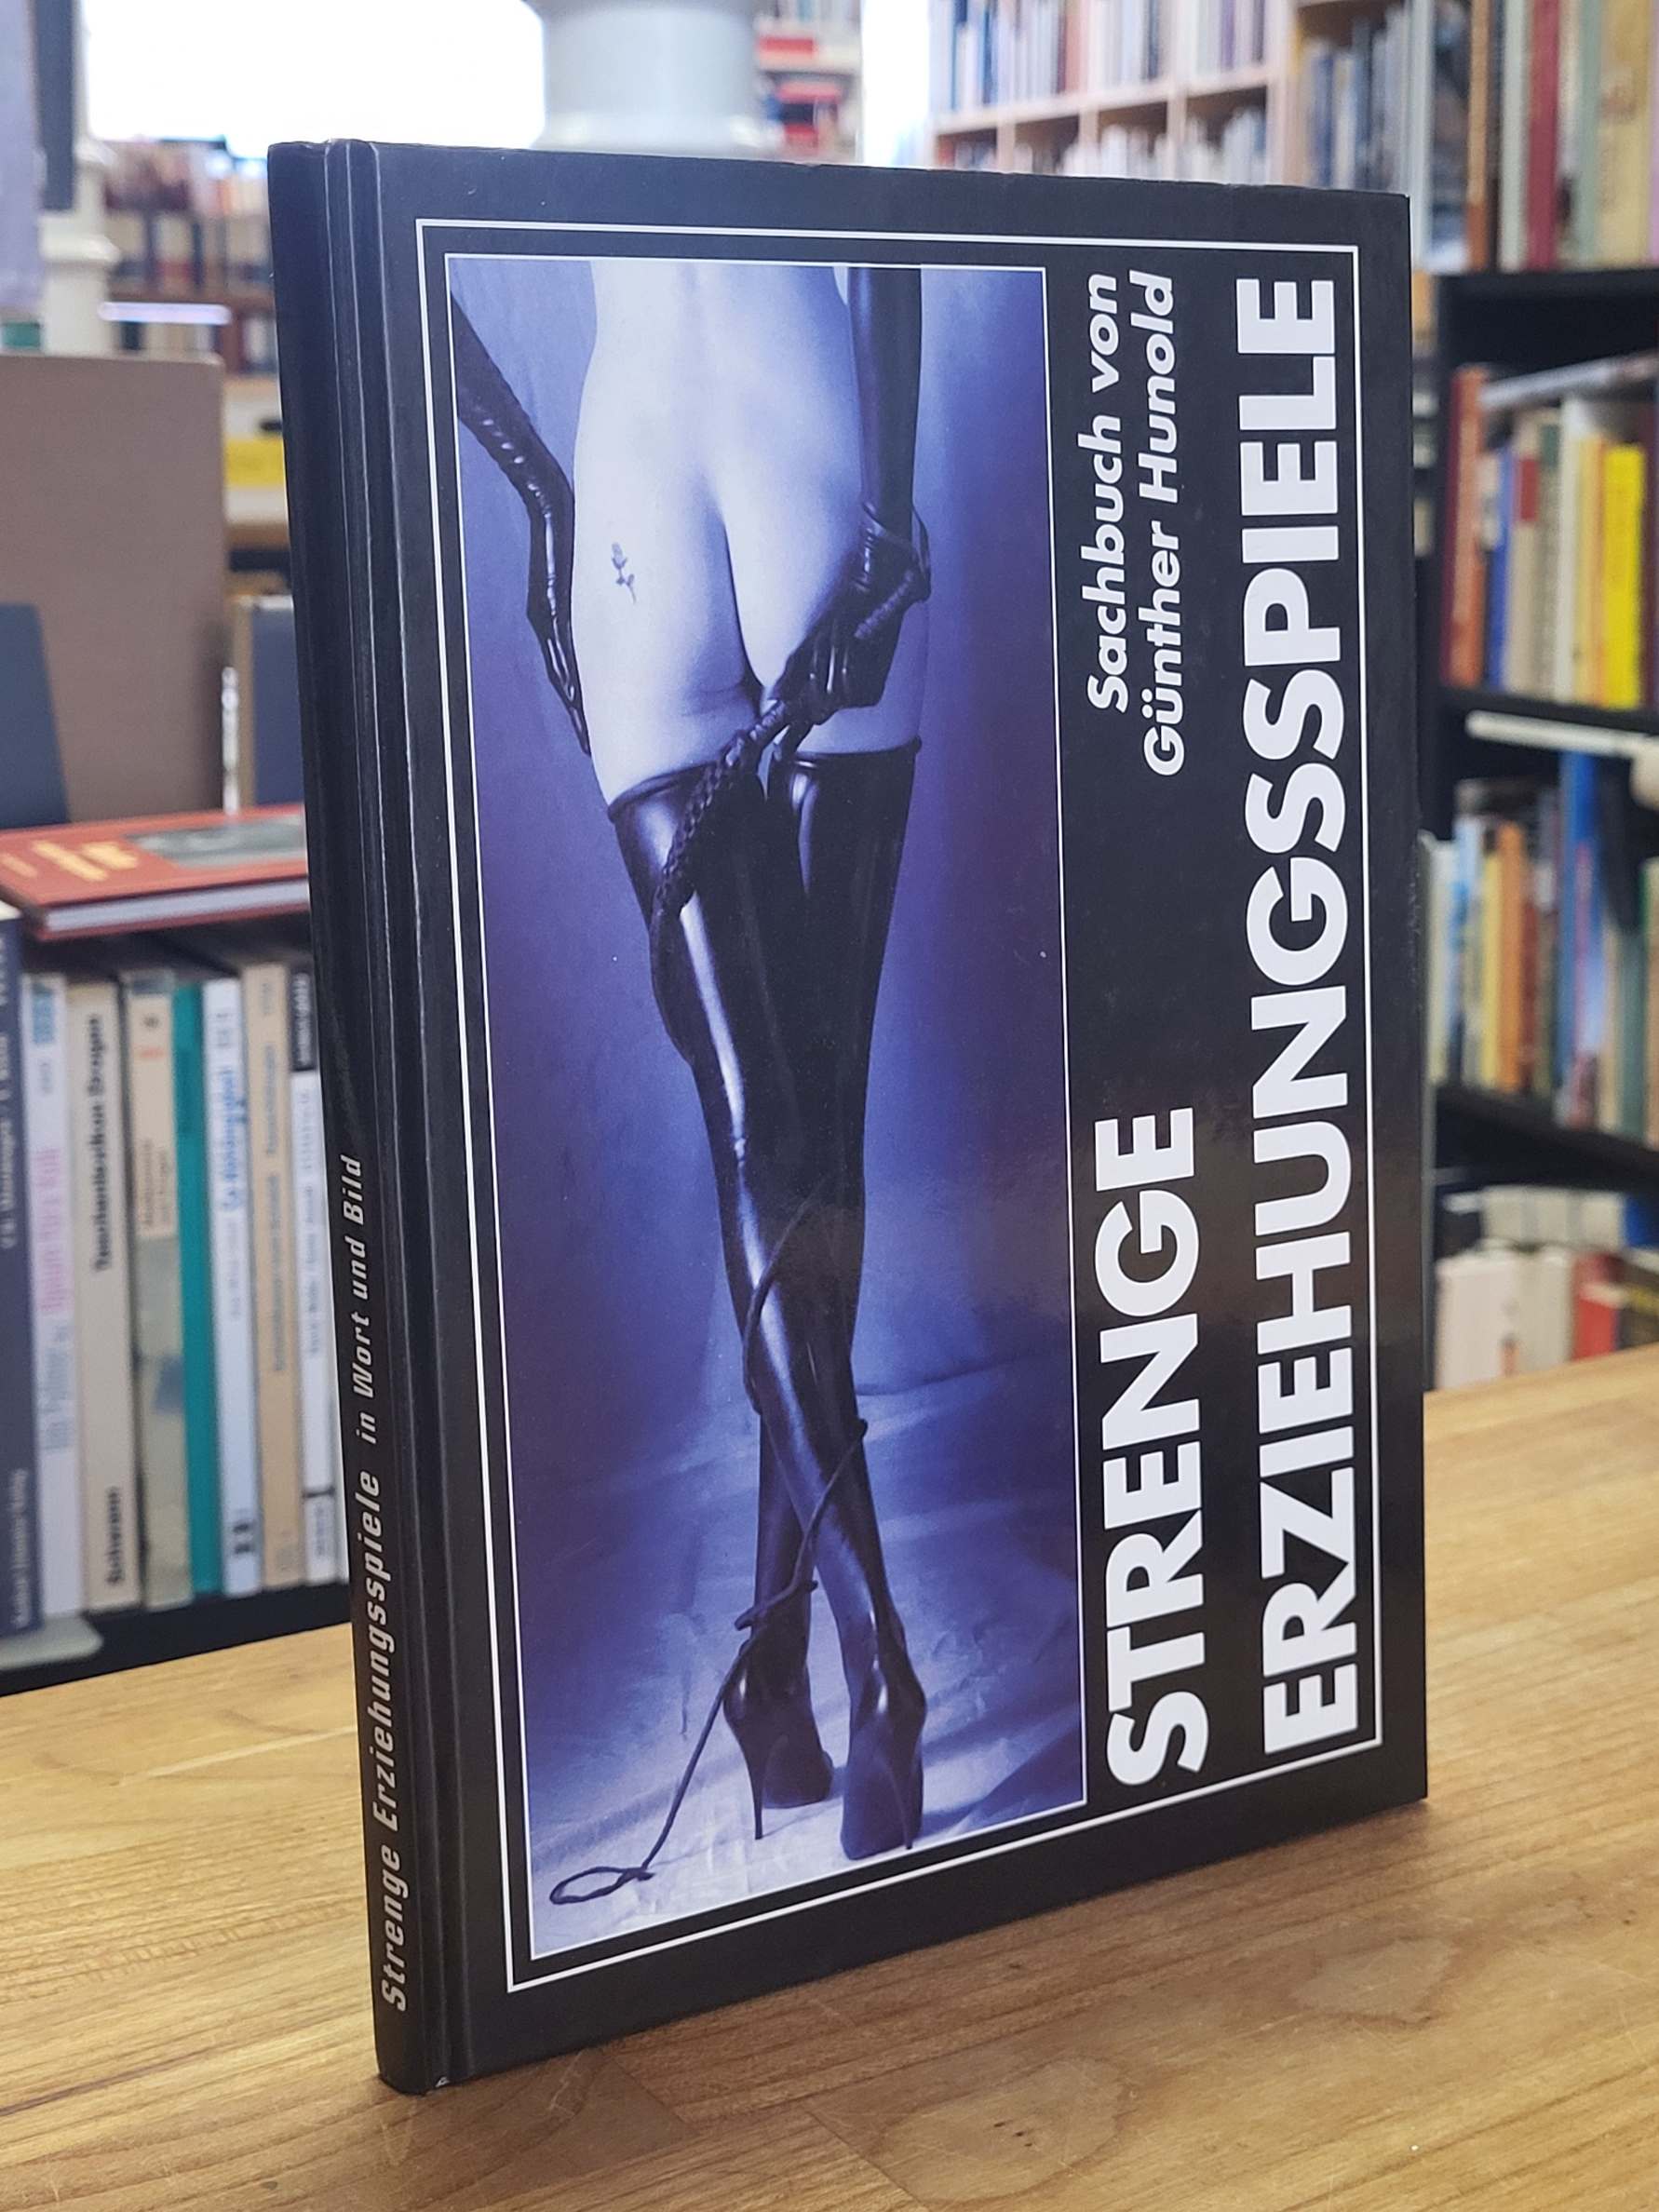 STRENGE
ERZIEHUNGSSPIELE
Sachbuch von
Günther Hunold
Strenge Erziehungsspiele in Wort und Bild